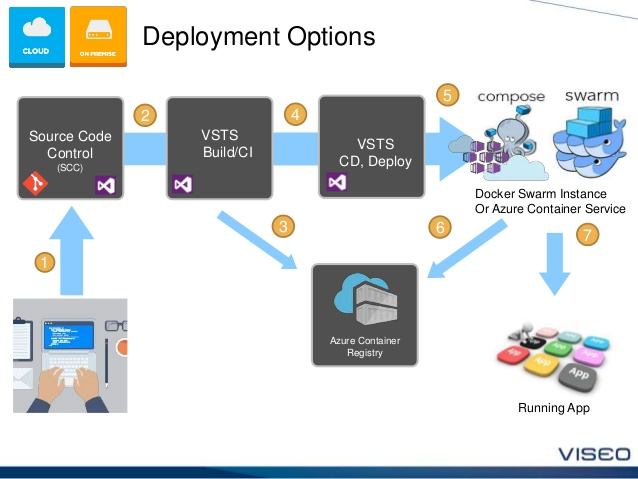 CLOUD
ON PREMISE
Deployment Options
Source Code
Control
(SCC)
2
VSTS
Build/CI
4
VSTS
CD, Deploy
5
compose
swarm
Docker Swarm Instance
Or Azure Container Service
1
3
6
7
Azure Container
Registry
App
App
App
App
App
App
App
App
Running App
VISEO